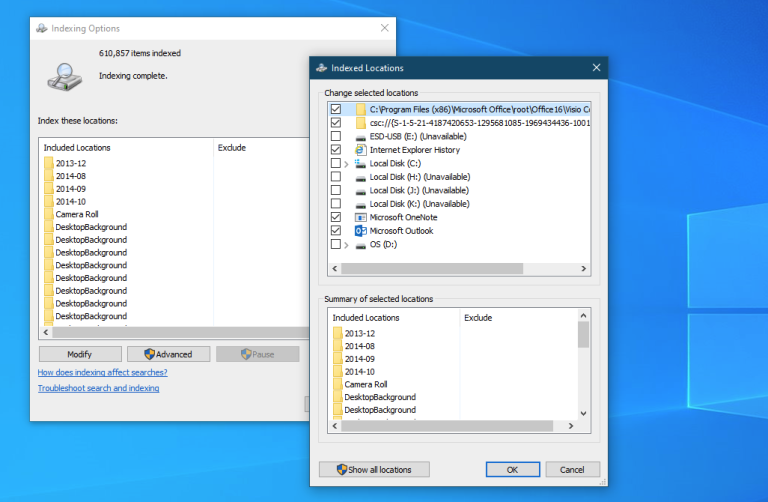 Indexing Options
610,857 items indexed
Indexing complete.
Index these locations:
Included Locations Exclude
2013-12
2014-08
2014-09
2014-10
Camera Roll
DesktopBackground
DesktopBackground
DesktopBackground
DesktopBackground
DesktopBackground
DesktopBackground
DesktopBackground
DesktopBackground
Modify Advanced Pause
How does indexing affect searches?
Troubleshoot search and indexing
Indexed Locations
Change selected locations
C:\Program Files (x86)\Microsoft Office\root\Office16\Visio
csc://{S-1-5-21-4187420653-1295681085-1969434436-1001
ESD-USB (E:) (Unavailable)
Internet Explorer History
Local Disk (C:)
Local Disk (H:) (Unavailable)
Local Disk (J:) (Unavailable)
Local Disk (K:) (Unavailable)
Microsoft OneNote
Microsoft Outlook
OS (D:)
Summary of selected locations
Included Locations Exclude
2013-12
2014-08
2014-09
2014-10
Camera Roll
DesktopBackground
DesktopBackground
Show all locations OK Cancel